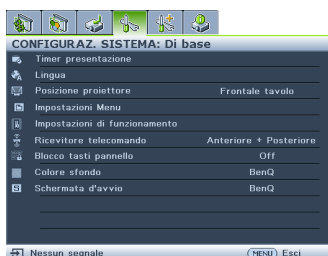 CONFIGURAZ. SISTEMA: Di base
Timer presentazione
Lingua
Posizione proiettore Frontale tavolo
Impostazioni Menu
Impostazioni di funzionamento
Ricevitore telecomando Anteriore + Posteriore
Blocco tasti pannello Off
Colore sfondo BenQ
Schermata d'avvio BenQ
Nessun segnale MENU Esci